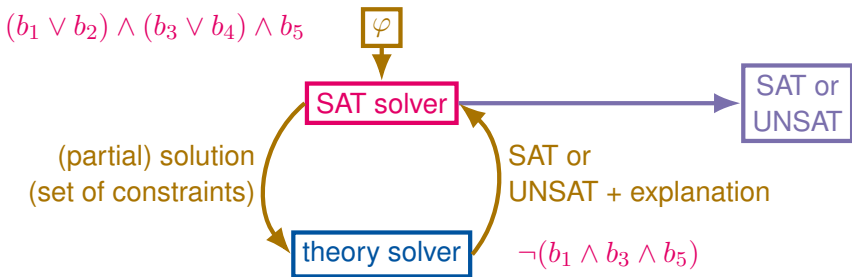 (b₁ ∨ b₂) ∧ (b₃ ∨ b₄) ∧ b₅
φ
SAT solver
SAT or
UNSAT
(partial) solution
(set of constraints)
SAT or
UNSAT + explanation
theory solver
¬(b₁ ∧ b₃ ∧ b₅)